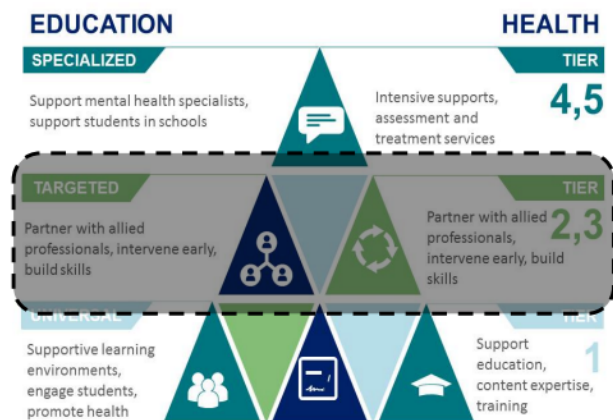 EDUCATION
HEALTH
SPECIALIZED
TIER
4,5
Support mental health specialists,
support students in schools
Intensive supports,
assessment and
treatment services
TARGETED
TIER
2,3
Partner with allied
professionals, intervene early,
build skills
Partner with allied
professionals,
intervene early, build
skills
UNIVERSAL
TIER
1
Supportive learning
environments,
engage students,
promote health
Support
education,
content expertise,
training